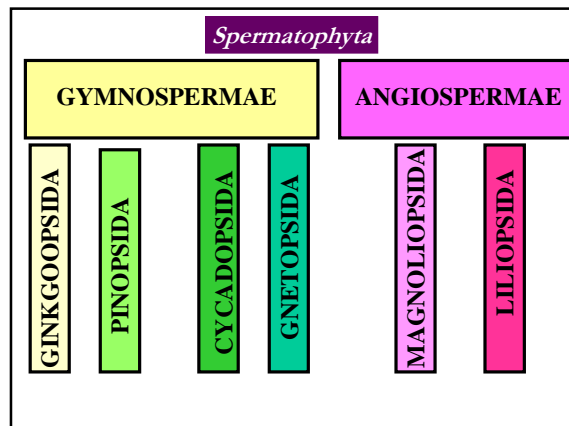 Spermatophyta
GYMNOSPERMAE
ANGIOSPERMAE
GINKGOOPSIDA
PINOPSIDA
CYCADOPSIDA
GNETOPSIDA
MAGNOLIOPSIDA
LILIOPSIDA